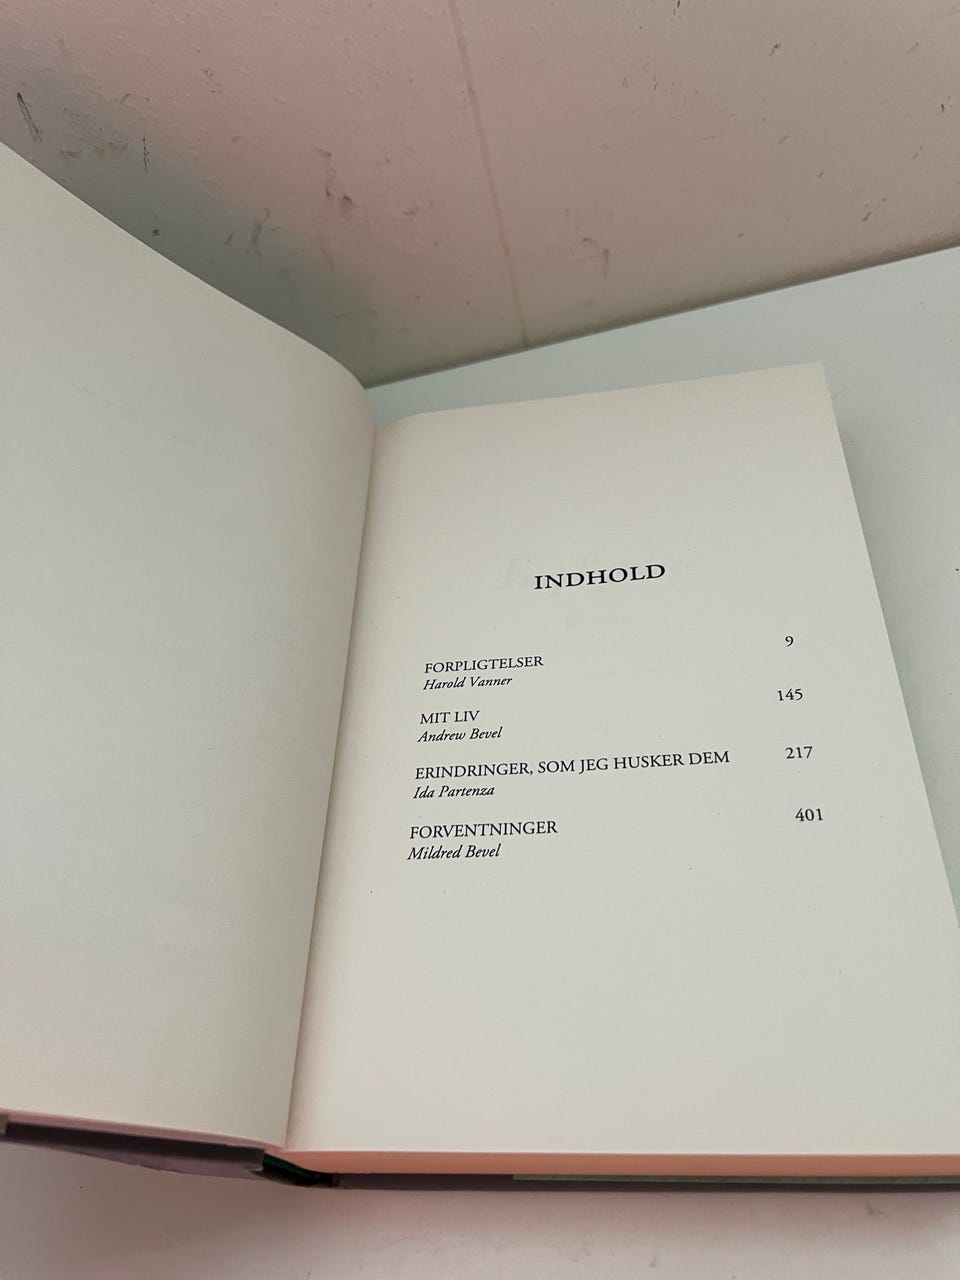 INDHOLD
FORPLIGTELSER 9
Harold Vanner
MIT LIV 145
Andrew Bevel
ERINDRINGER, SOM JEG HUSKER DEM 217
Ida Partenza
FORVENTNINGER 401
Mildred Bevel